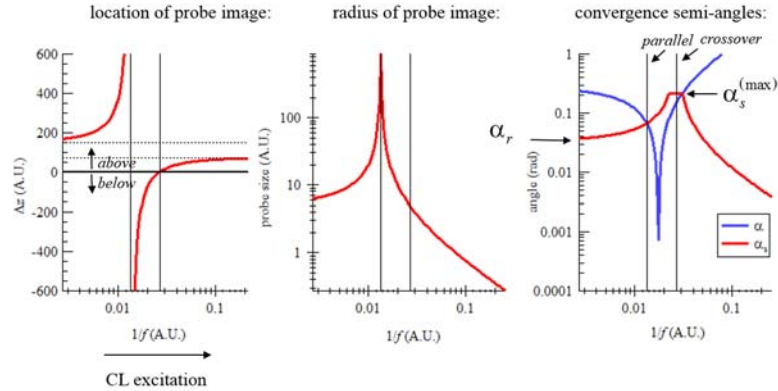 location of probe image:
radius of probe image:
convergence semi-angles:
600
400
200
0
-200
-400
-600
Δz (A.U.)
above
below
0.01
0.1
1/f (A.U.)
CL excitation
100
10
1
probe size (A.U.)
0.01
0.1
1/f (A.U.)
parallel
crossover
1
0.1
0.01
0.001
0.0001
angle (rad)
αr
αs(max)
α
αs
0.01
0.1
1/f (A.U.)